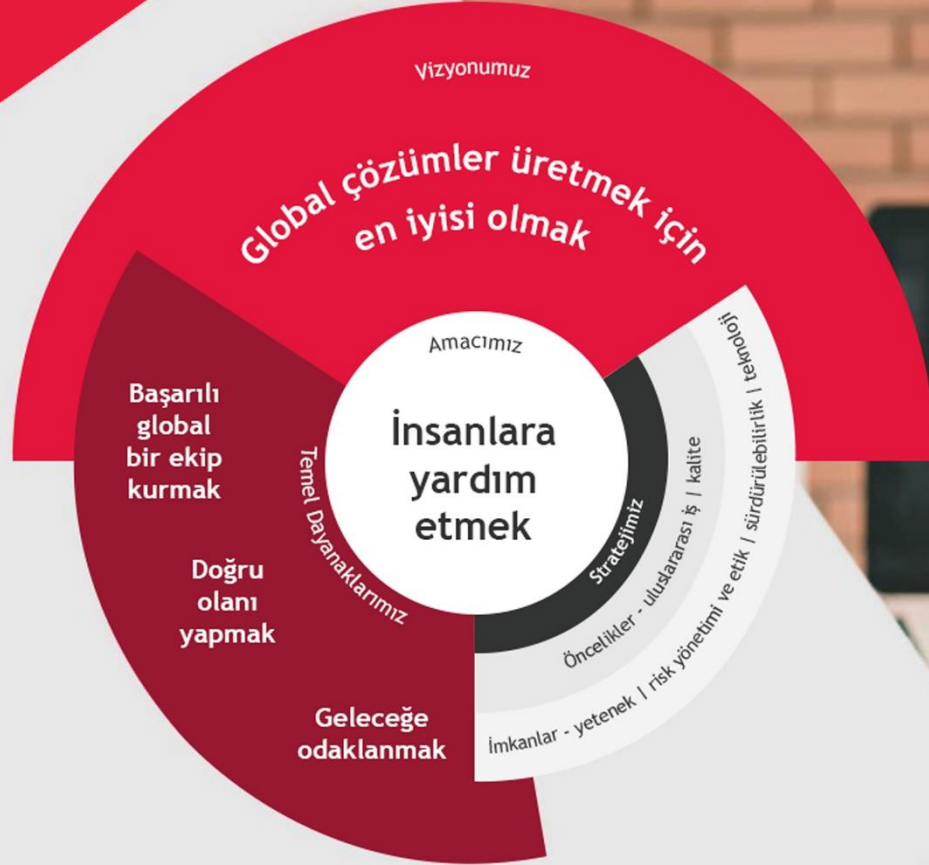 Vizyonumuz
Global çözümler üretmek için
en iyisi olmak
Amacımız
İnsanlara
yardım
etmek
Temel Dayanaklarımız
Başarılı
global
bir ekip
kurmak
Doğru
olanı
yapmak
Geleceğe
odaklanmak
Stratejimiz
Öncelikler - uluslararası iş | kalite
İmkanlar - yetenek | risk yönetimi ve etik | sürdürülebilirlik | teknoloji